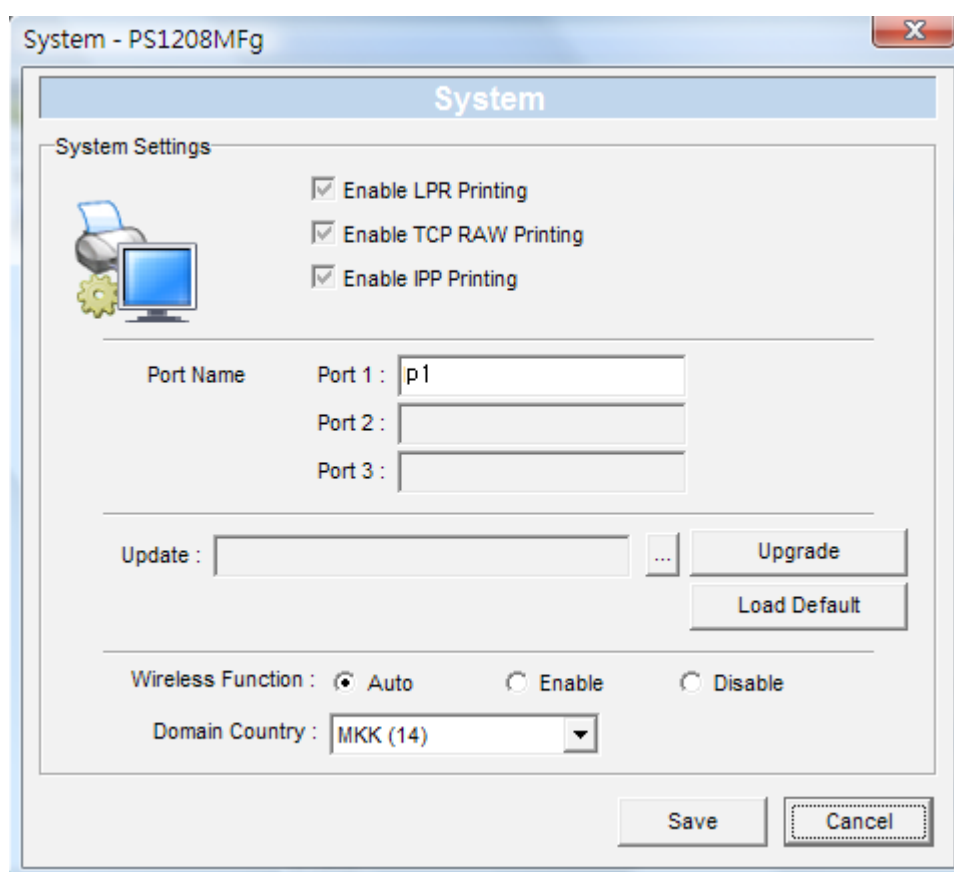 System - PS1208MFg
System
System Settings
Enable LPR Printing
Enable TCP RAW Printing
Enable IPP Printing
Port Name Port 1 : p1
Port 2 :
Port 3 :
Update : ... Upgrade
Load Default
Wireless Function : Auto Enable Disable
Domain Country : MKK (14)
Save Cancel